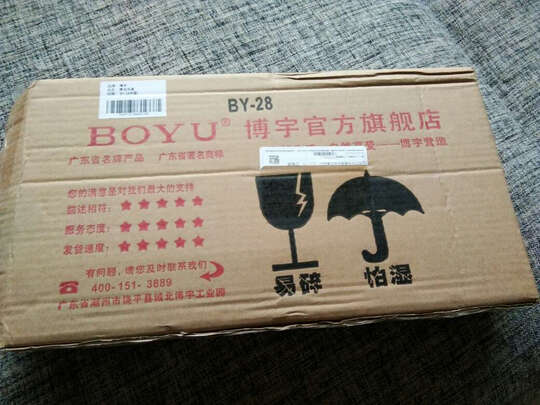 BY-28
BOYU® 博宇官方旗舰店
广东省名牌产品 广东省著名商标
爱——博宇营造
您的满意是对我们最大的支持
描述相符：★★★★★
服务态度：★★★★★
发货速度：★★★★★
有问题，请您及时联系我们
400-151-3889
广东省潮州市饶平县城北博宇工业园
易碎
怕湿